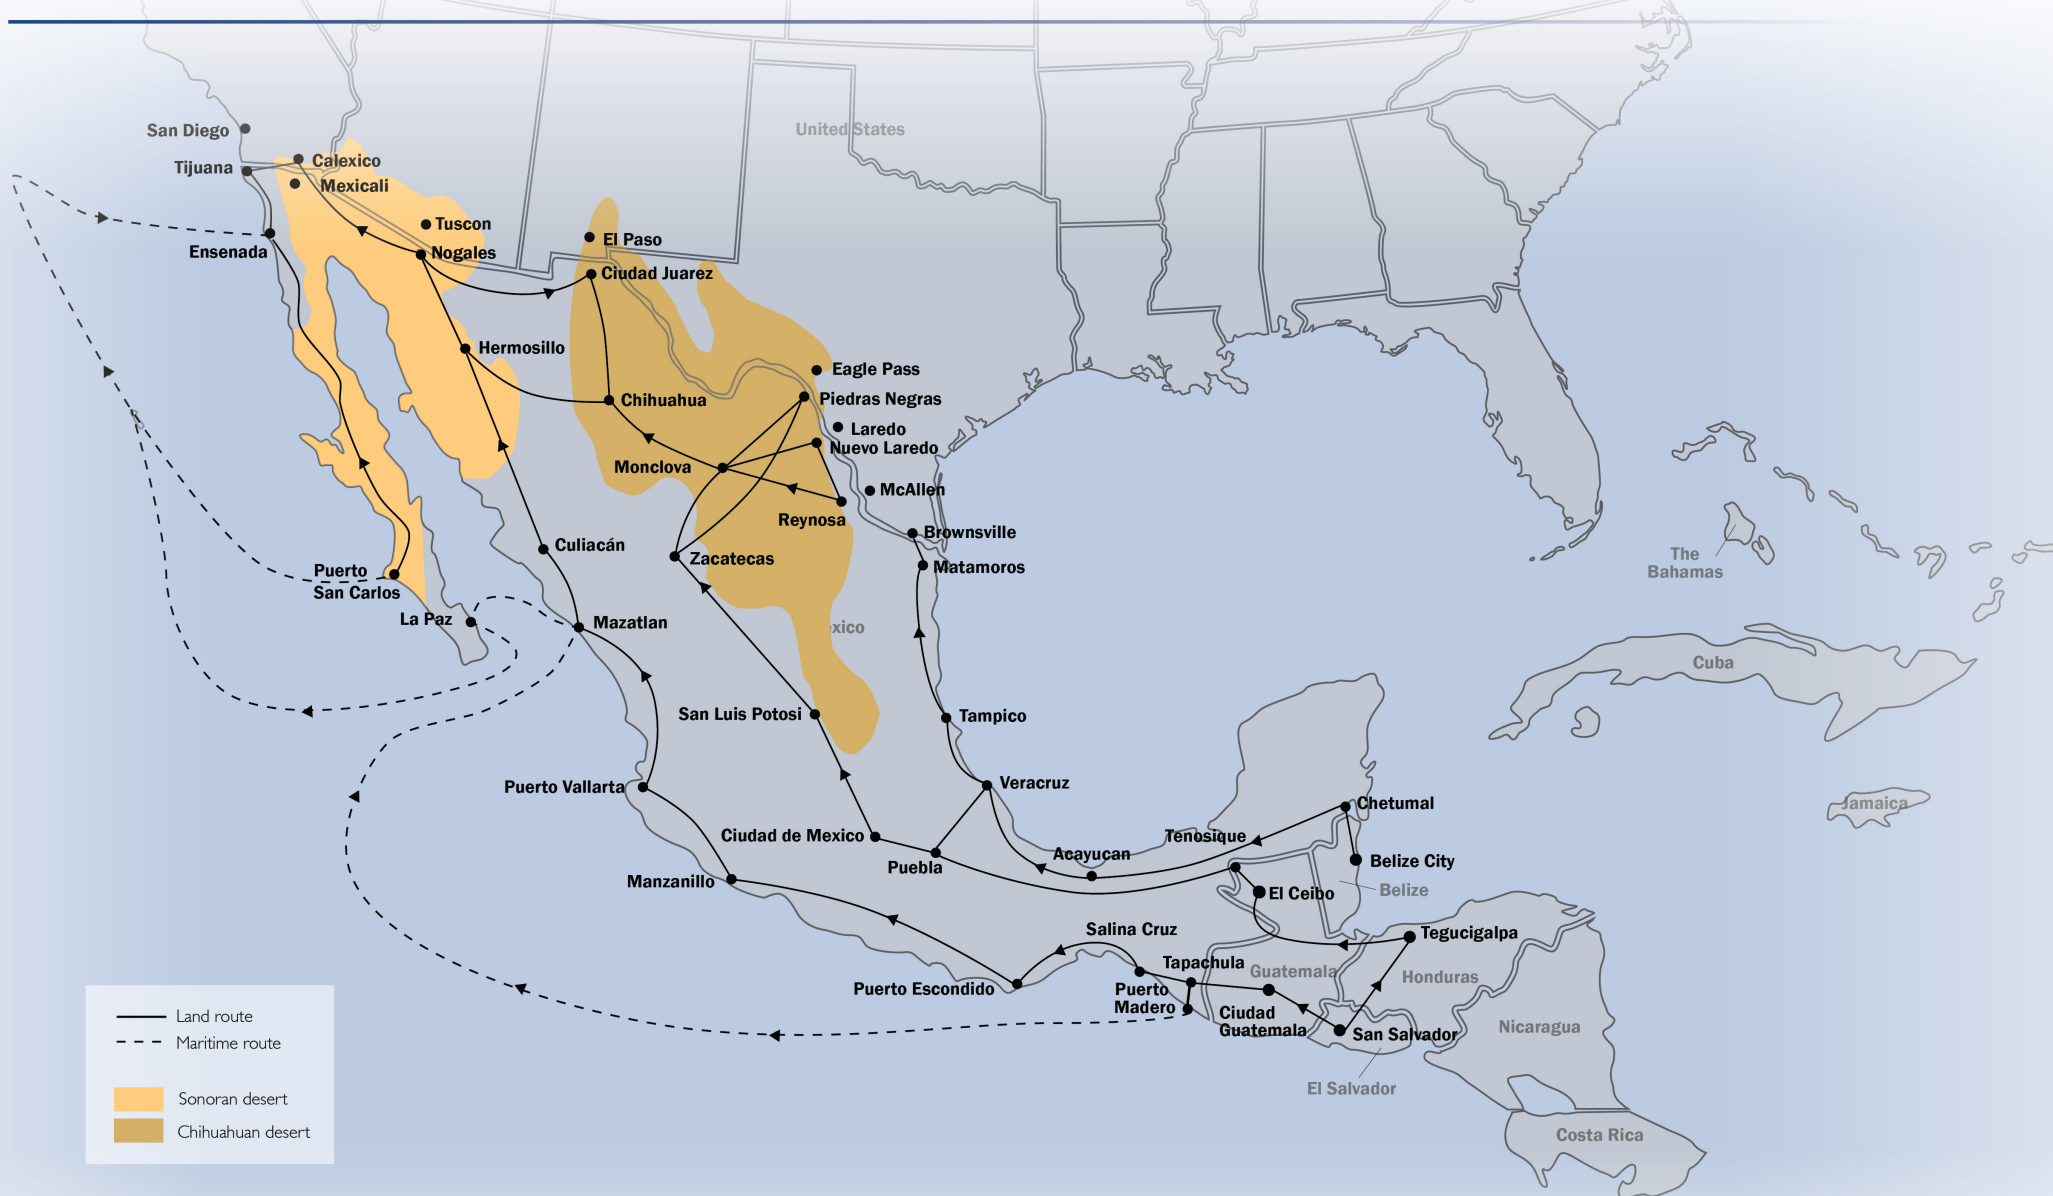 United States
San Diego
Tijuana
Calexico
Mexicali
Tuscon
Ensenada
Nogales
El Paso
Ciudad Juarez
Hermosillo
Eagle Pass
Chihuahua
Piedras Negras
Laredo
Nuevo Laredo
Monclova
McAllen
Reynosa
Brownsville
Culiacán
Zacatecas
Matamoros
The
Bahamas
Puerto
San Carlos
La Paz
Mazatlan
exico
Cuba
San Luis Potosi
Tampico
Puerto Vallarta
Veracruz
Chetumal
Jamaica
Ciudad de Mexico
Tenosique
Puebla
Acayucan
Belize City
Manzanillo
El Ceibo
Belize
Salina Cruz
Tegucigalpa
Tapachula
Guatemala
Honduras
Puerto Escondido
Puerto
Madero
Ciudad
Guatemala
San Salvador
Nicaragua
El Salvador
Costa Rica
Land route
Maritime route
Sonoran desert
Chihuahuan desert